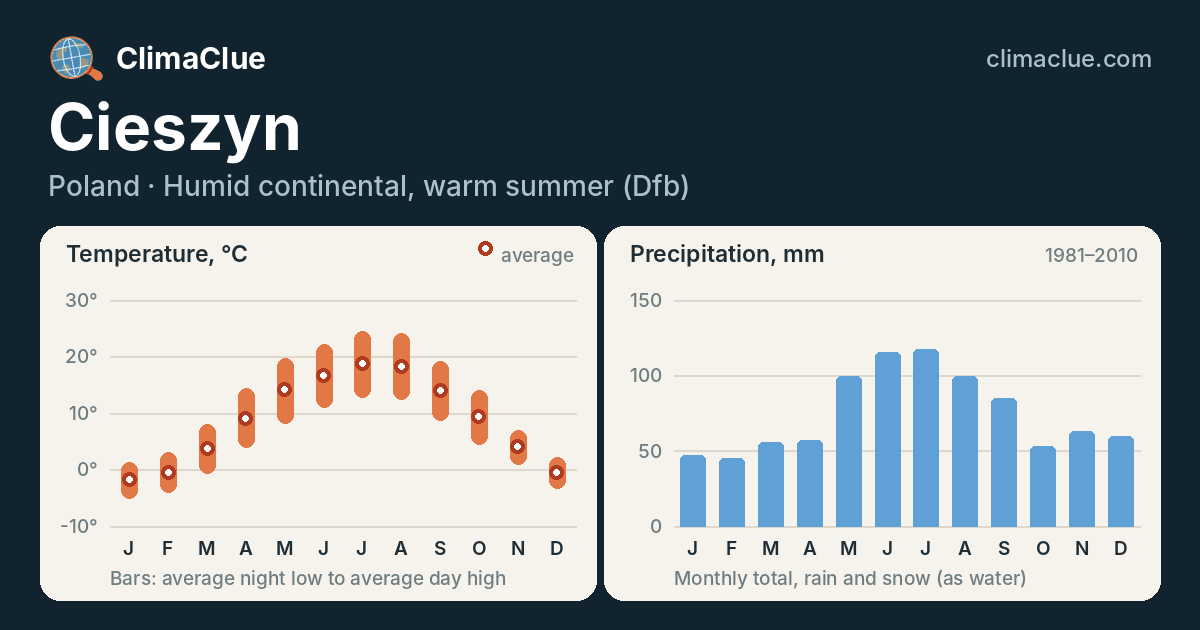 ClimaClue
climaclue.com
Cieszyn
Poland · Humid continental, warm summer (Dfb)
Temperature, °C
average
30°
20°
10°
0°
-10°
J F M A M J J A S O N D
Bars: average night low to average day high
Precipitation, mm
1981–2010
150
100
50
0
J F M A M J J A S O N D
Monthly total, rain and snow (as water)